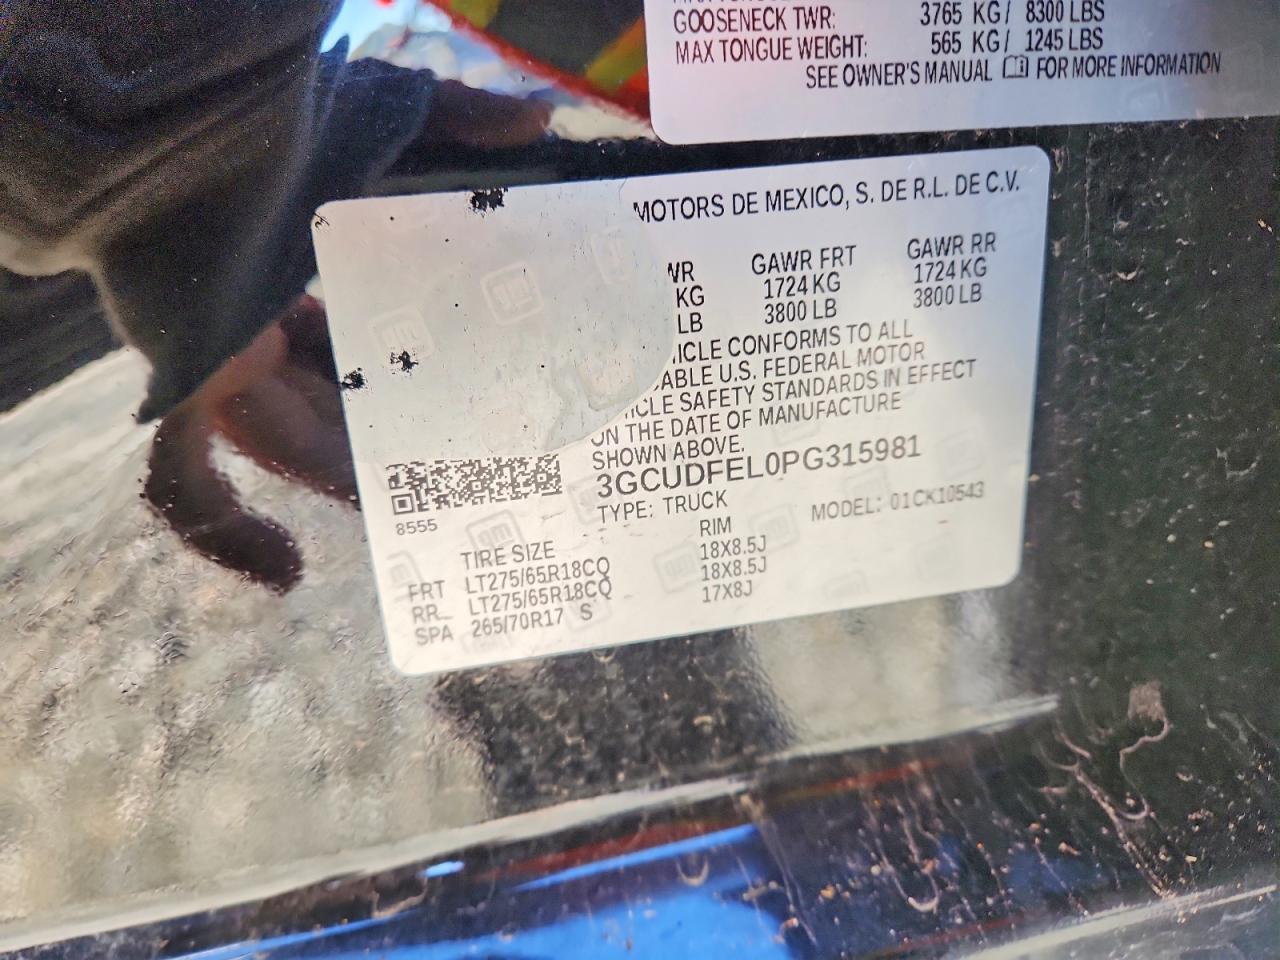 GOOSENECK TWR: 3765 KG/ 8300 LBS
MAX TONGUE WEIGHT: 565 KG/ 1245 LBS
SEE OWNER'S MANUAL FOR MORE INFORMATION
MOTORS DE MEXICO, S. DE R.L. DE C.V.
WR GAWR FRT GAWR RR
KG 1724 KG 1724 KG
LB 3800 LB 3800 LB
ICLE CONFORMS TO ALL
ABLE U.S. FEDERAL MOTOR
ICLE SAFETY STANDARDS IN EFFECT
ON THE DATE OF MANUFACTURE
SHOWN ABOVE.
3GCUDFEL0PG315981
TYPE: TRUCK MODEL: 01CK10543
8555
TIRE SIZE RIM
FRT LT275/65R18CQ 18X8.5J
RR LT275/65R18CQ 18X8.5J
SPA 265/70R17 S 17X8J
gm